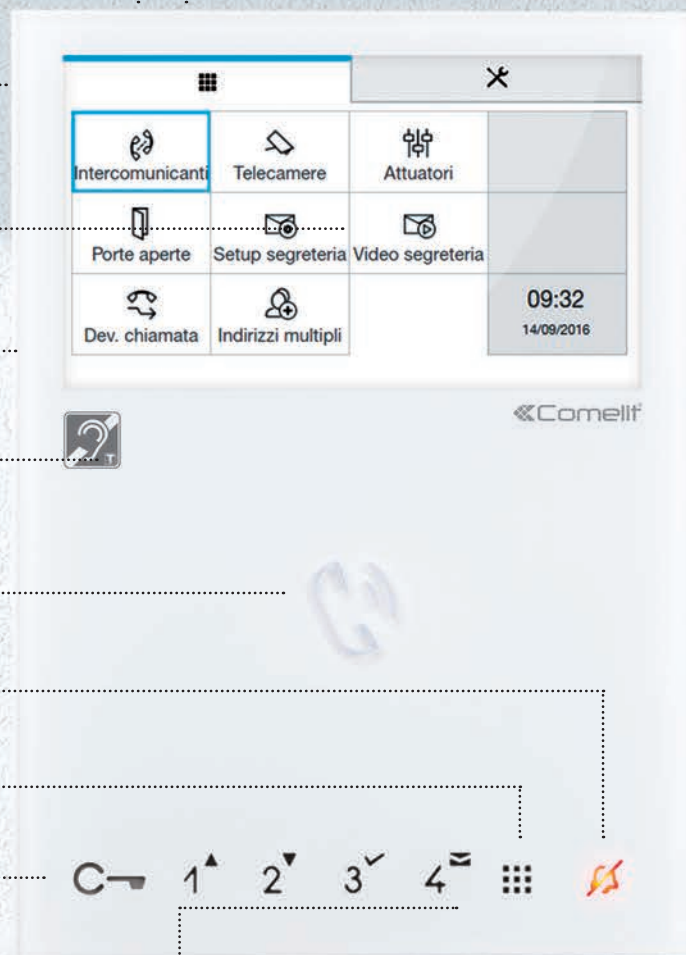 Intercomunicanti Telecamere Attuatori
Porte aperte Setup segreteria Video segreteria
Dev. chiamata Indirizzi multipli
09:32
14/09/2016
Comelit
T
1 2 3 4